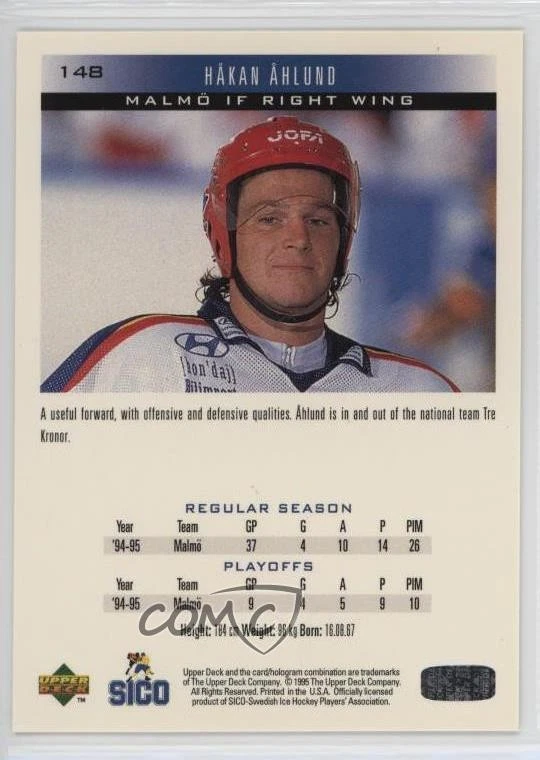 148
HÅKAN ÅHLUND
MALMÖ IF RIGHT WING
JOFA
[hon´da]]
Bilimport
A useful forward, with offensive and defensive qualities. Åhlund is in and out of the national team Tre
Kronor.
REGULAR SEASON
Year Team GP G A P PIM
'94-95 Malmö 37 4 10 14 26
PLAYOFFS
Year Team GP G A P PIM
'94-95 Malmö 9 4 5 9 10
COMC
Height: 184 cm Weight: 96 kg Born: 16.08.67
UPPER
DECK
TM
SICO
Upper Deck and the card/hologram combination are trademarks
of The Upper Deck Company. ©1995 The Upper Deck Company.
All Rights Reserved. Printed in the U.S.A. Officially licensed
product of SICO-Swedish Ice Hockey Players' Association.